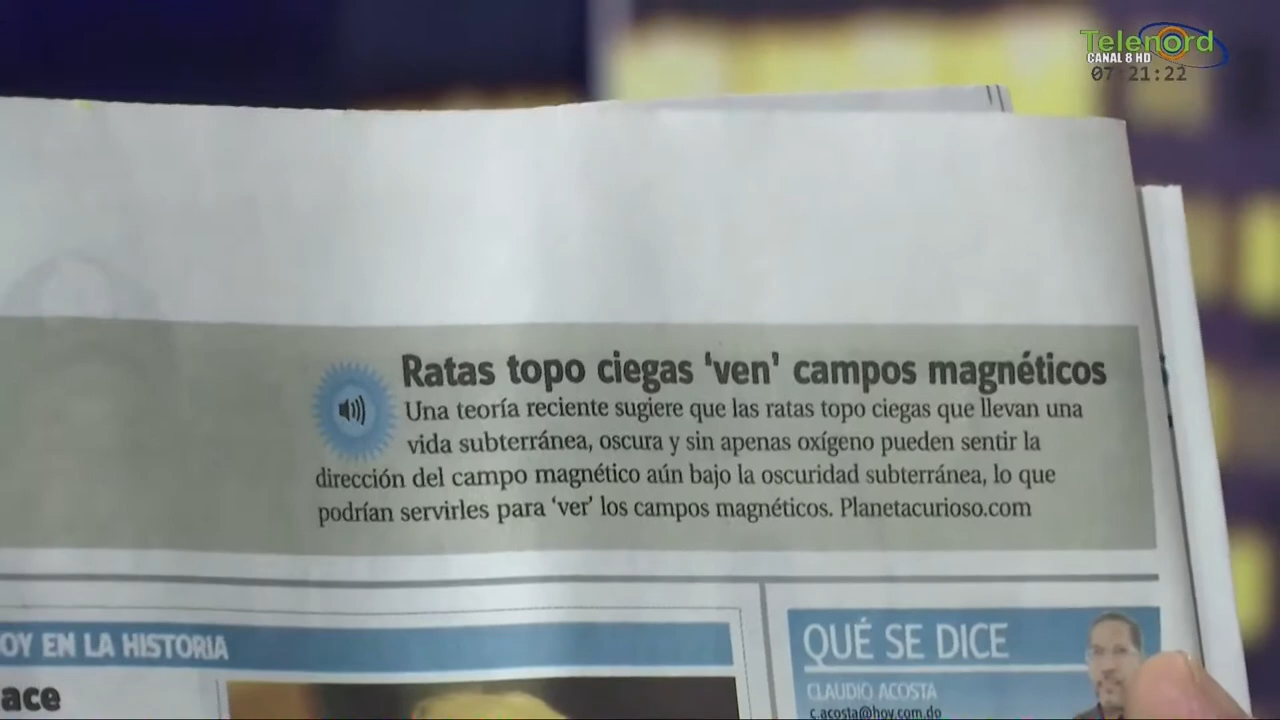 Telenord
CANAL 8 HD
07:21:22
Ratas topo ciegas 'ven' campos magnéticos
Una teoría reciente sugiere que las ratas topo ciegas que llevan una
vida subterránea, oscura y sin apenas oxígeno pueden sentir la
dirección del campo magnético aún bajo la oscuridad subterránea, lo que
podrían servirles para 'ver' los campos magnéticos. Planetacurioso.com
OY EN LA HISTORIA
ace
QUÉ SE DICE
CLAUDIO ACOSTA
c.acosta@hoy.com.do